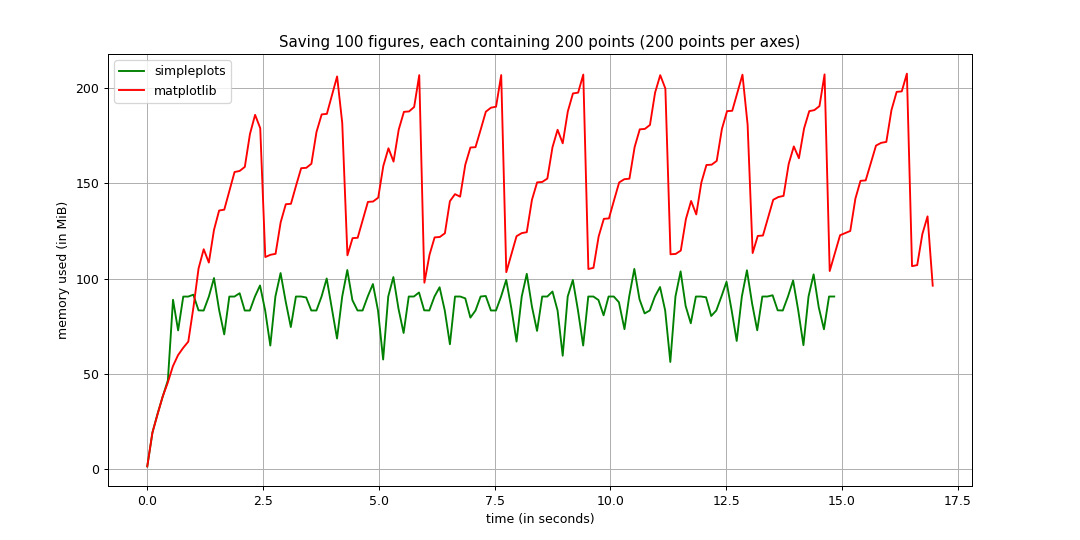 Saving 100 figures, each containing 200 points (200 points per axes)
simpleplots
matplotlib
memory used (in MiB)
200
150
100
50
0
0.0 2.5 5.0 7.5 10.0 12.5 15.0 17.5
time (in seconds)